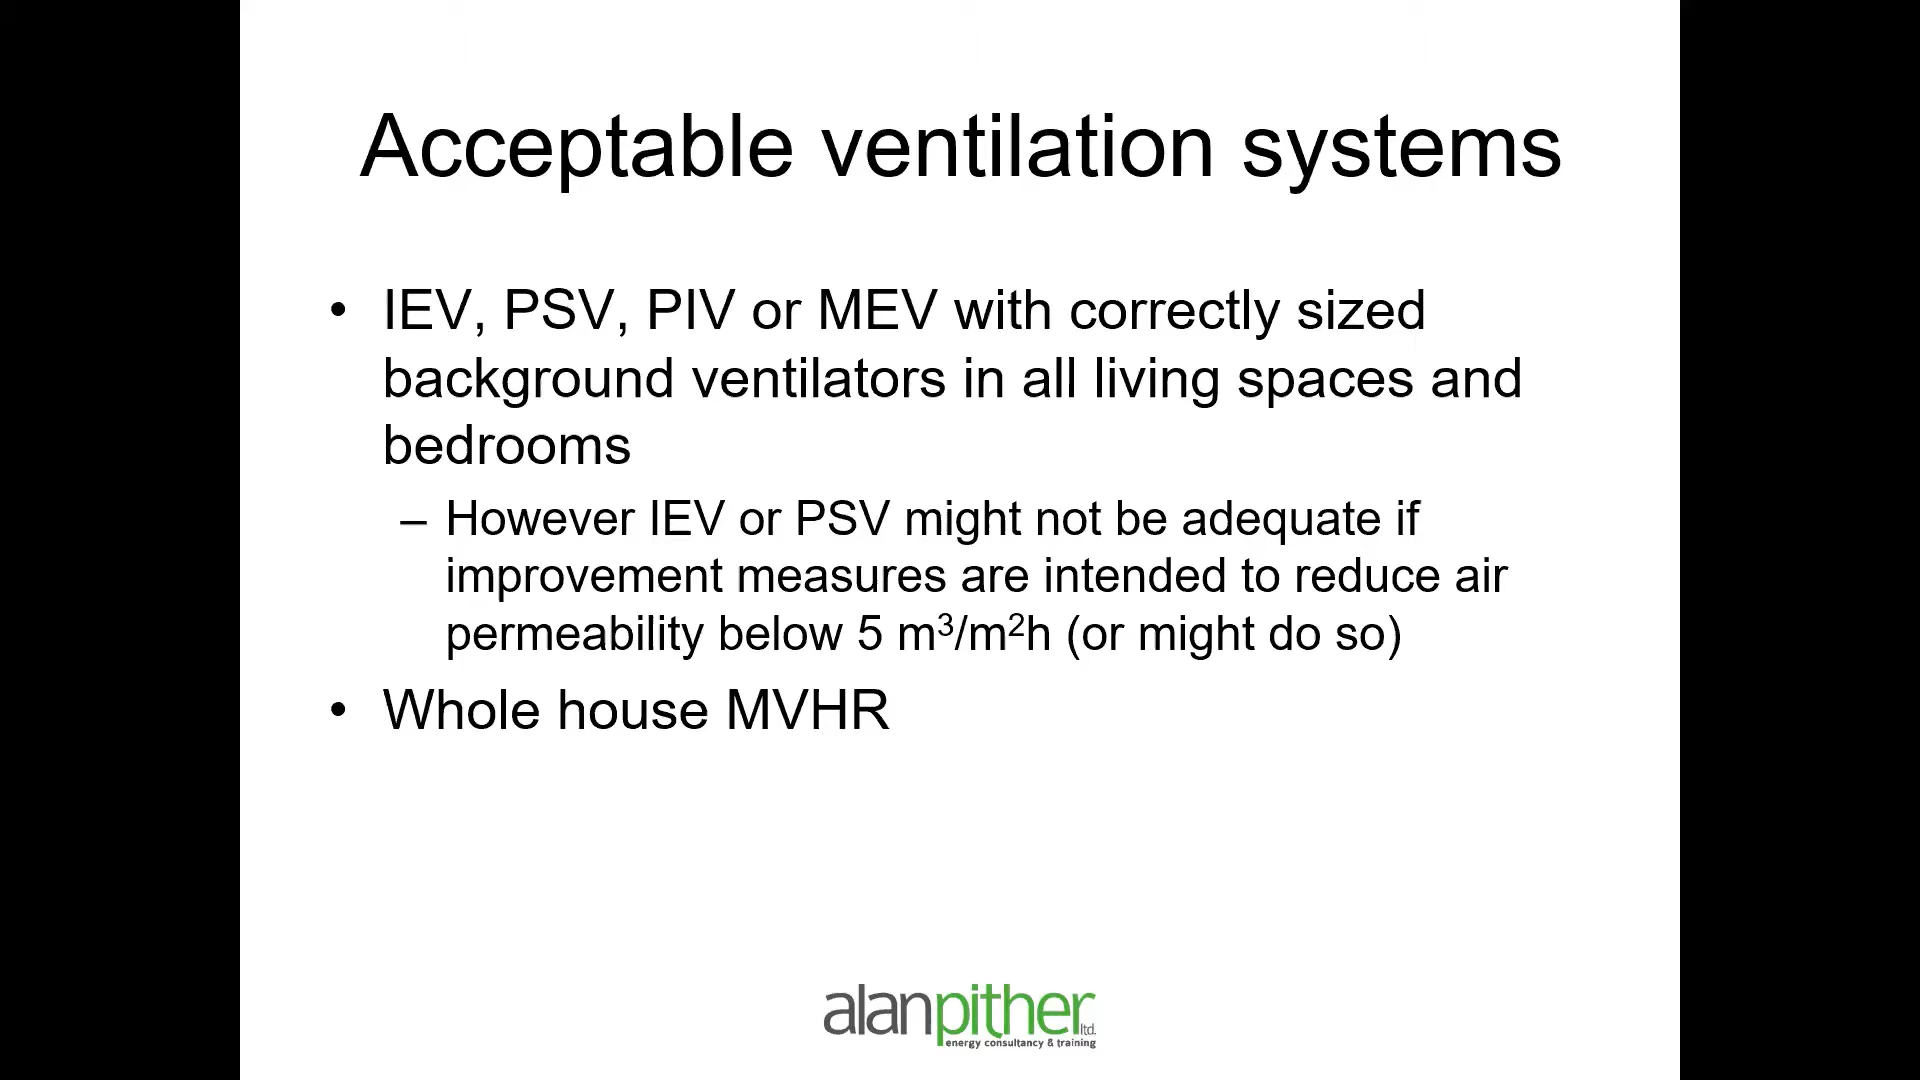 Acceptable ventilation systems
• IEV, PSV, PIV or MEV with correctly sized
background ventilators in all living spaces and
bedrooms
– However IEV or PSV might not be adequate if
improvement measures are intended to reduce air
permeability below 5 m³/m²h (or might do so)
• Whole house MVHR
alanpither ltd.
energy consultancy & training